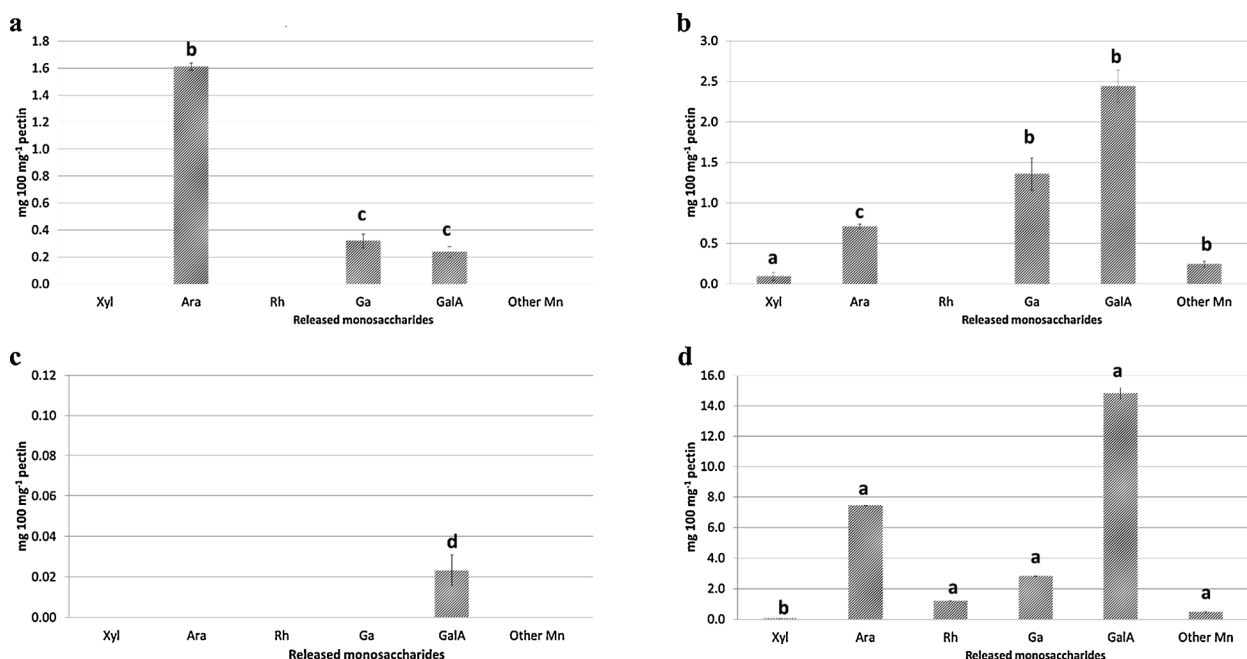 a
mg 100 mg-1 pectin
1.8
1.6
1.4
1.2
1.0
0.8
0.6
0.4
0.2
0.0
b
c
c
Xyl Ara Rh Ga GalA Other Mn
Released monosaccharides
b
mg 100 mg-1 pectin
3.0
2.5
2.0
1.5
1.0
0.5
0.0
a
c
b
b
b
Xyl Ara Rh Ga GalA Other Mn
Released monosaccharides
c
mg 100 mg-1 pectin
0.12
0.10
0.08
0.06
0.04
0.02
0.00
d
Xyl Ara Rh Ga GalA Other Mn
Released monosaccharides
d
mg 100 mg-1 pectin
16.0
14.0
12.0
10.0
8.0
6.0
4.0
2.0
0.0
b
a
a
a
a
a
Xyl Ara Rh Ga GalA Other Mn
Released monosaccharides